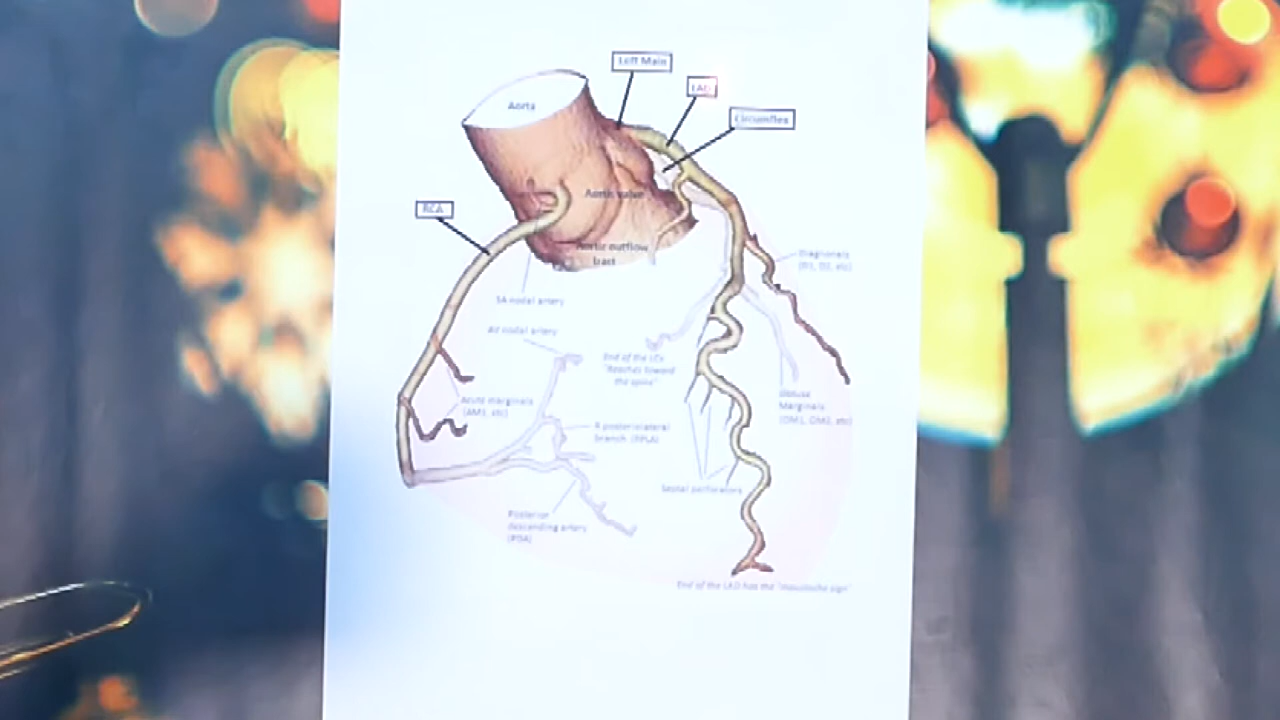 Left Main
LAD
Aorta
Circumflex
Aortic valve
RCA
Aortic outflow
tract
Diagonals
(D1, D2, etc)
SA nodal artery
AV nodal artery
End of the LCx
"Reaches toward
the spine"
Obtuse
Marginals
(OM1, OM2, etc)
Acute marginals
(AM1, etc)
R posterolateral
branch (RPLA)
Septal perforators
Posterior
descending artery
(PDA)
End of the LAD has the "moustache sign"